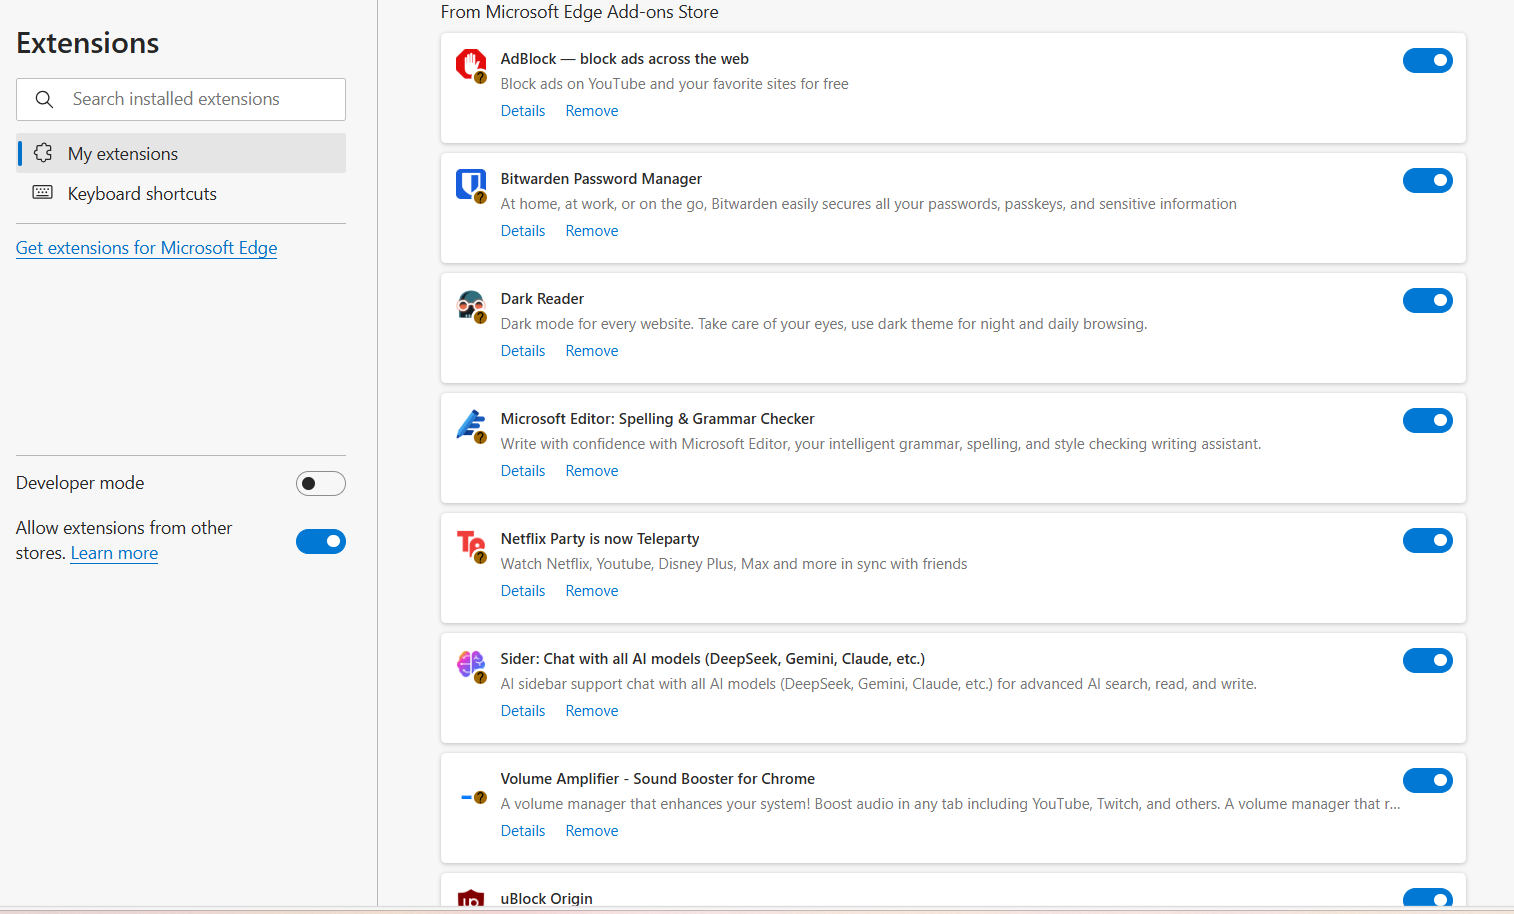 From Microsoft Edge Add-ons Store
Extensions
Search installed extensions
My extensions
Keyboard shortcuts
Get extensions for Microsoft Edge
Developer mode
Allow extensions from other
stores. Learn more
AdBlock — block ads across the web
Block ads on YouTube and your favorite sites for free
Details Remove
Bitwarden Password Manager
At home, at work, or on the go, Bitwarden easily secures all your passwords, passkeys, and sensitive information
Details Remove
Dark Reader
Dark mode for every website. Take care of your eyes, use dark theme for night and daily browsing.
Details Remove
Microsoft Editor: Spelling & Grammar Checker
Write with confidence with Microsoft Editor, your intelligent grammar, spelling, and style checking writing assistant.
Details Remove
Netflix Party is now Teleparty
Watch Netflix, Youtube, Disney Plus, Max and more in sync with friends
Details Remove
Sider: Chat with all AI models (DeepSeek, Gemini, Claude, etc.)
AI sidebar support chat with all AI models (DeepSeek, Gemini, Claude, etc.) for advanced AI search, read, and write.
Details Remove
Volume Amplifier - Sound Booster for Chrome
A volume manager that enhances your system! Boost audio in any tab including YouTube, Twitch, and others. A volume manager that r...
Details Remove
uBlock Origin